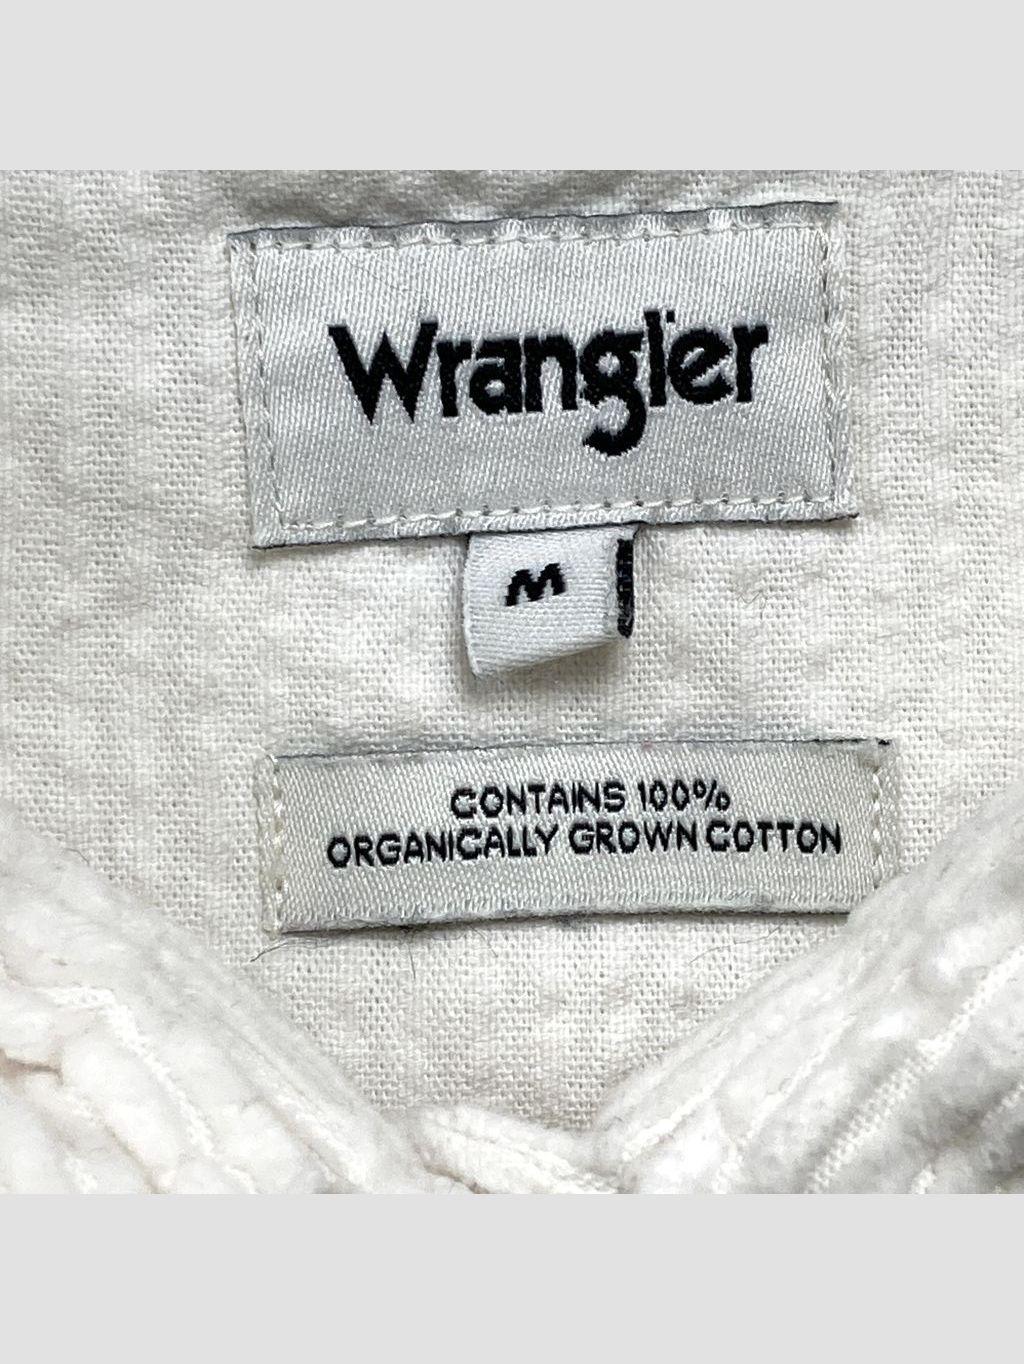 Wrangler
M
CONTAINS 100%
ORGANICALLY GROWN COTTON